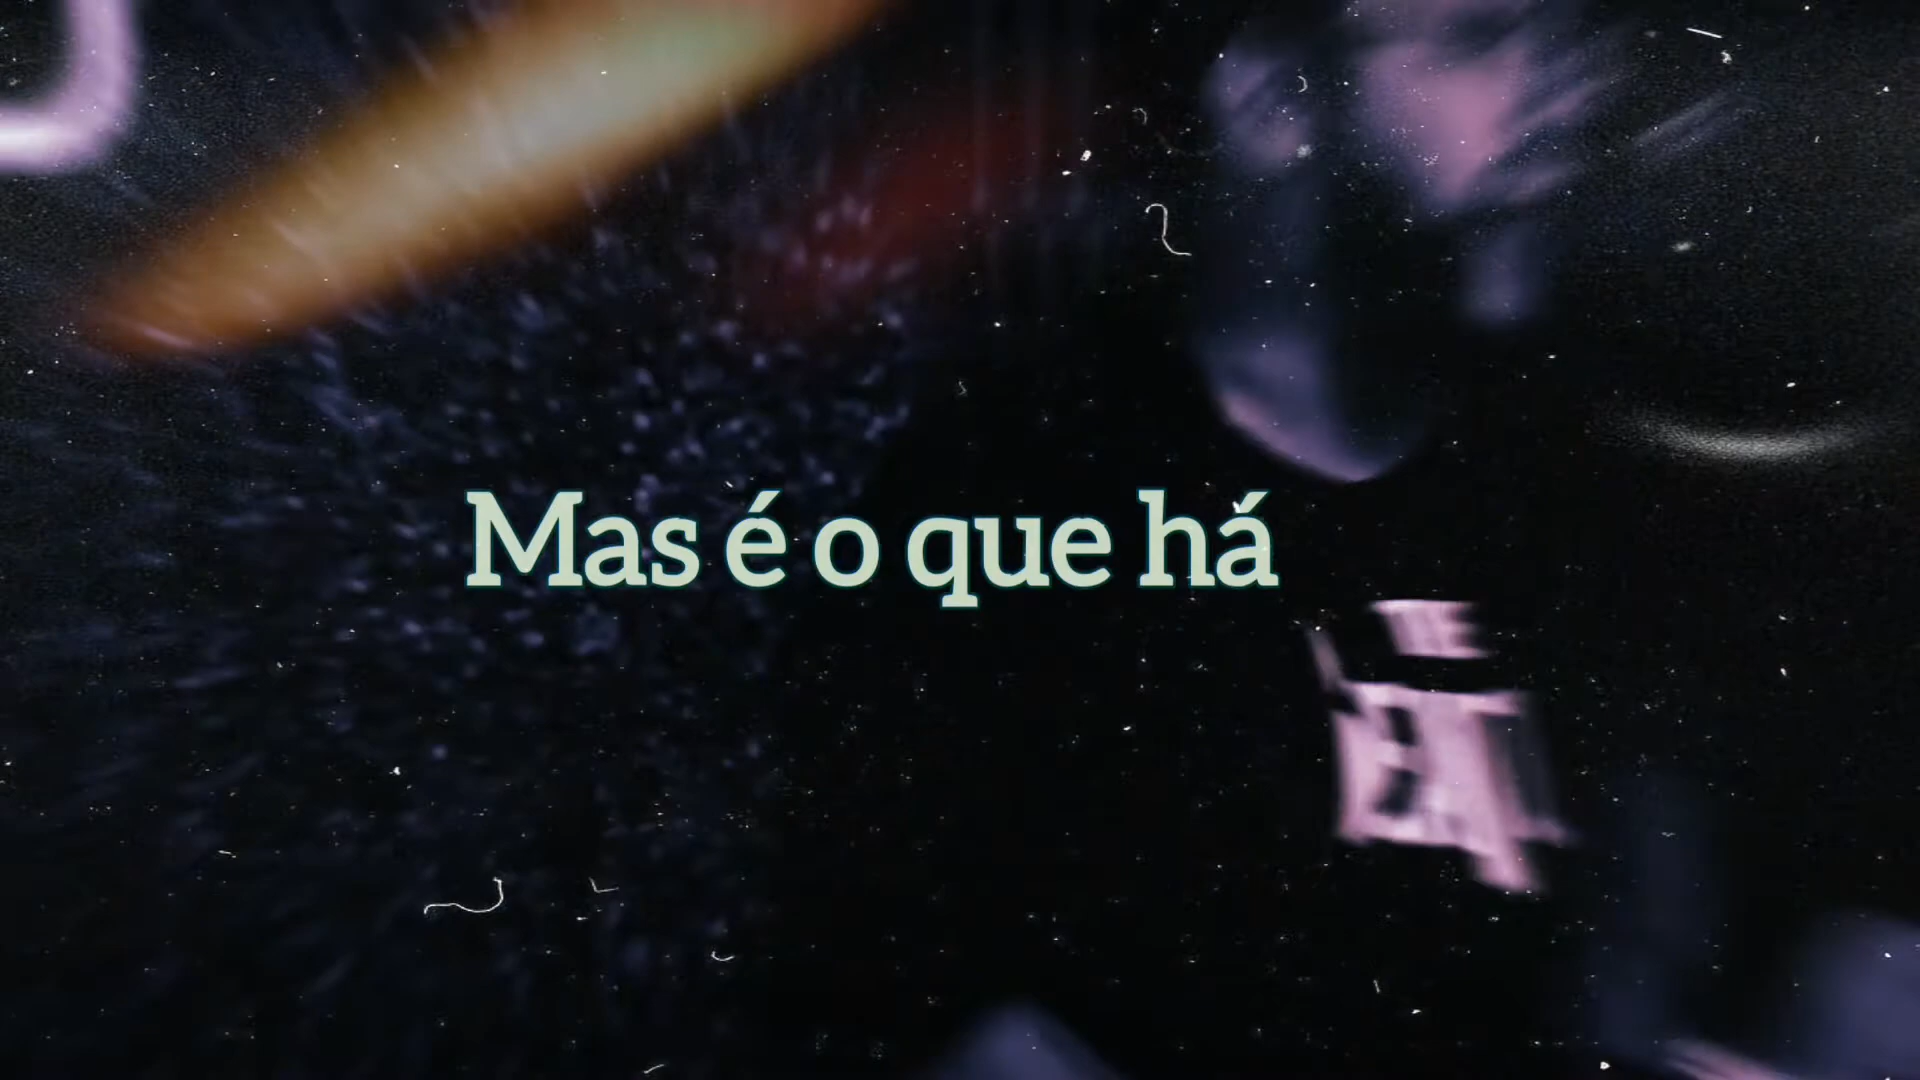 Mas é o que há